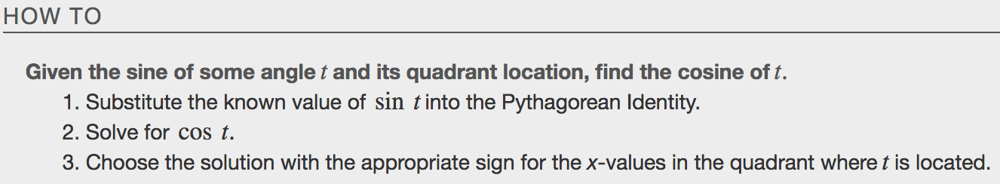 HOW TO
Given the sine of some angle t and its quadrant location, find the cosine of t.
1. Substitute the known value of sin t into the Pythagorean Identity.
2. Solve for cos t.
3. Choose the solution with the appropriate sign for the x-values in the quadrant where t is located.